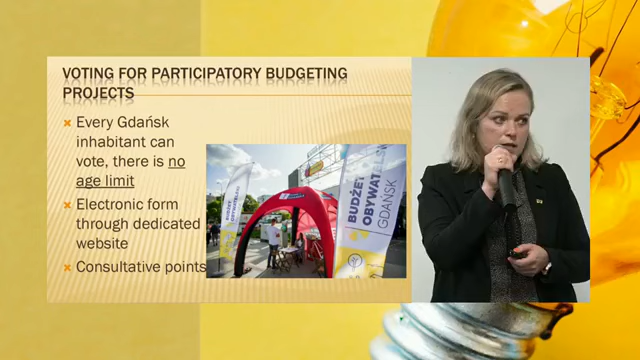 VOTING FOR PARTICIPATORY BUDGETING
PROJECTS
Every Gdańsk
inhabitant can
vote, there is no
age limit
Electronic form
through dedicated
website
Consultative points
BUDŻET
OBYWAT
GDAŃSK